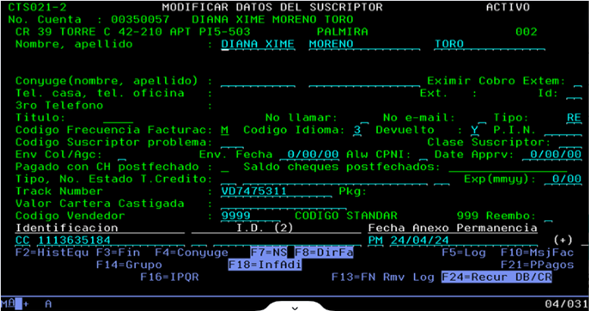 CTS021-2 MODIFICAR DATOS DEL SUSCRIPTOR ACTIVO
No. Cuenta : 00350057 DIANA XIME MORENO TORO
CR 39 TORRE C 42-210 APT PI5-503 PALMIRA 002
Nombre, apellido : DIANA XIME MORENO TORO
Conyuge(nombre, apellido) : Eximir Cobro Extem:
Tel. casa, tel. oficina : Ext. : Id:
3ro Telefono :
Titulo: No llamar: No e-mail: Tipo: RE
Codigo Frecuencia Facturac: M Codigo Idioma: 3 Devuelto : Y P.I.N.
Codigo Suscriptor problema: Clase Suscriptor:
Env Col/Agc: Env. Fecha 0/00/00 Alw CPNI: Date Apprv: 0/00/00
Pagado con CH postfechado : Saldo cheques postfechados:
Tipo, No. Estado T.Credito: Exp(mmyy): 0/00
Track Number VD7475311 Pkg:
Valor Cartera Castigada :
Codigo Vendedor : 9999 CODIGO STANDAR 999 Reembo:
Identificacion I.D. (2) Fecha Anexo Permanencia
CC 1113635184 PM 24/04/24 (+)
F2=HistEqu F3=Fin F4=Conyuge F7=NS F8=DirFa F5=Log F10=MsjFac
F14=Grupo F18=InfAdi F21=PPagos
F16=IPQR F13=FN Rmv Log F24=Recur DB/CR
A 04/031